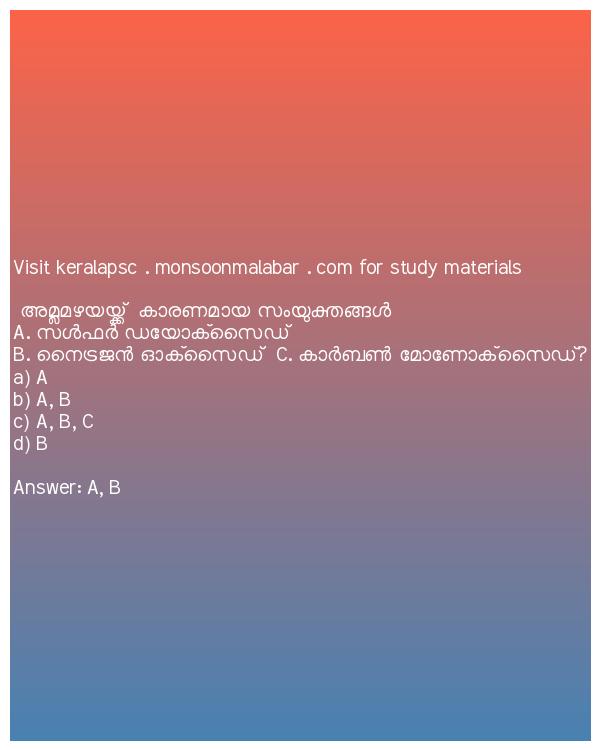 Visit keralapsc . monsoonmalabar . com for study materials
അമ്ലമഴയയ്ക്ക് കാരണമായ സംയുക്തങ്ങൾ
A. സൾഫർ ഡയോക്സൈഡ്
B. നൈട്രജൻ ഓക്സൈഡ് C. കാർബൺ മോണോക്സൈഡ്?
a) A
b) A, B
c) A, B, C
d) B
Answer: A, B